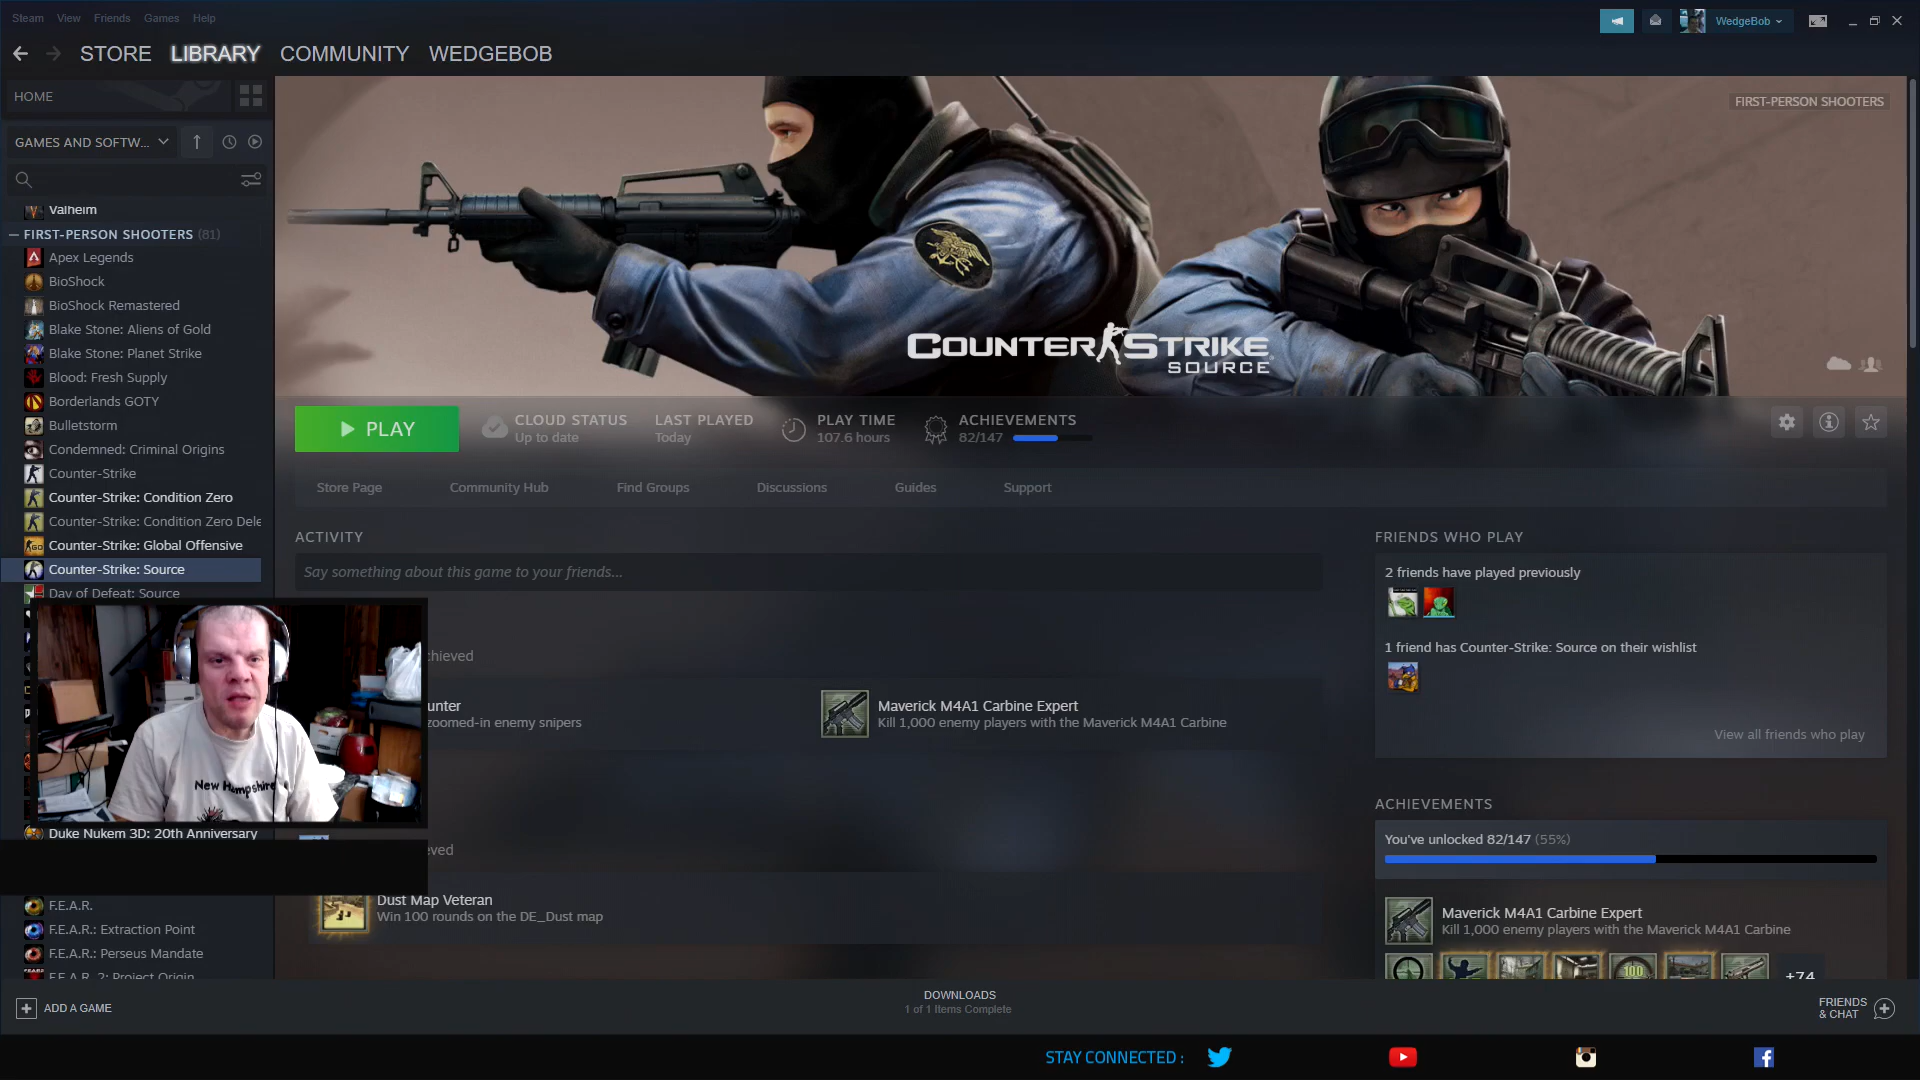 Steam View Friends Games Help
WedgeBob
STORE LIBRARY COMMUNITY WEDGEBOB
HOME
FIRST-PERSON SHOOTERS
GAMES AND SOFTW...
Valheim
FIRST-PERSON SHOOTERS (81)
Apex Legends
BioShock
BioShock Remastered
Blake Stone: Aliens of Gold
Blake Stone: Planet Strike
Blood: Fresh Supply
Borderlands GOTY
Bulletstorm
Condemned: Criminal Origins
Counter-Strike
Counter-Strike: Condition Zero
Counter-Strike: Condition Zero Dele
Counter-Strike: Global Offensive
Counter-Strike: Source
Day of Defeat: Source
Duke Nukem 3D: 20th Anniversary
F.E.A.R.
F.E.A.R.: Extraction Point
F.E.A.R.: Perseus Mandate
F.E.A.R. 2: Project Origin
New Hampshire
COUNTER STRIKE
SOURCE
PLAY
CLOUD STATUS
Up to date
LAST PLAYED
Today
PLAY TIME
107.6 hours
ACHIEVEMENTS
82/147
Store Page Community Hub Find Groups Discussions Guides Support
ACTIVITY
Say something about this game to your friends...
chieved
unter
zoomed-in enemy snipers
Maverick M4A1 Carbine Expert
Kill 1,000 enemy players with the Maverick M4A1 Carbine
eved
Dust Map Veteran
Win 100 rounds on the DE_Dust map
FRIENDS WHO PLAY
2 friends have played previously
1 friend has Counter-Strike: Source on their wishlist
View all friends who play
ACHIEVEMENTS
You've unlocked 82/147 (55%)
Maverick M4A1 Carbine Expert
Kill 1,000 enemy players with the Maverick M4A1 Carbine
100
+74
ADD A GAME
DOWNLOADS
1 of 1 Items Complete
FRIENDS
& CHAT
STAY CONNECTED :